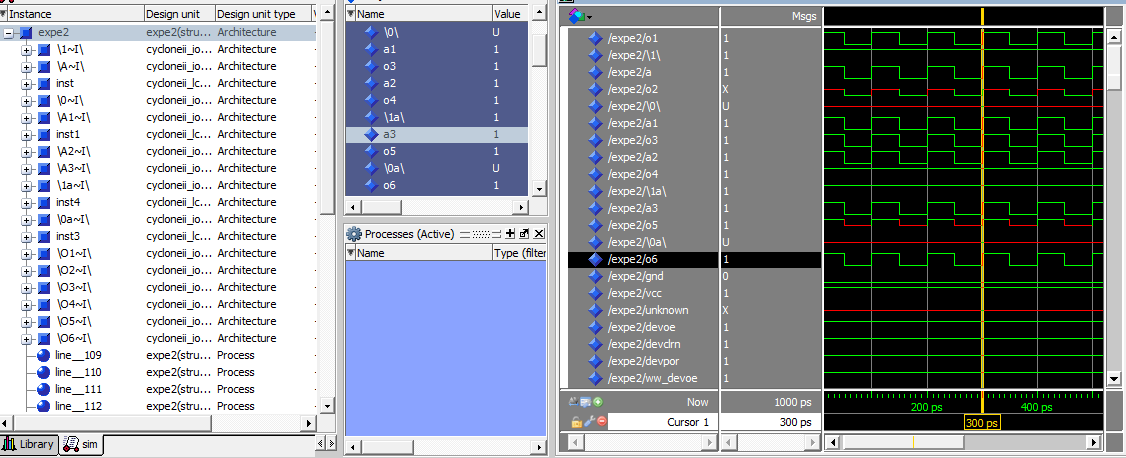 Instance Design unit Design unit type
expe2 expe2(stru... Architecture
\1~I\ cycloneii_io... Architecture
\A~I\ cycloneii_io... Architecture
inst cycloneii_lc... Architecture
\0~I\ cycloneii_io... Architecture
\A1~I\ cycloneii_io... Architecture
inst1 cycloneii_lc... Architecture
\A2~I\ cycloneii_io... Architecture
\A3~I\ cycloneii_io... Architecture
\1a~I\ cycloneii_io... Architecture
inst4 cycloneii_lc... Architecture
\0a~I\ cycloneii_io... Architecture
inst3 cycloneii_lc... Architecture
\O1~I\ cycloneii_io... Architecture
\O2~I\ cycloneii_io... Architecture
\O3~I\ cycloneii_io... Architecture
\O4~I\ cycloneii_io... Architecture
\O5~I\ cycloneii_io... Architecture
\O6~I\ cycloneii_io... Architecture
line__109 expe2(stru... Process
line__110 expe2(stru... Process
line__111 expe2(stru... Process
line__112 expe2(stru... Process
Library sim
Name Value
\0\ U
a1 1
o3 1
a2 1
o4 1
\1a\ 1
a3 1
o5 1
\0a\ U
o6 1
Processes (Active)
Name Type (filter
Msgs
/expe2/o1 1
/expe2/\1\ 1
/expe2/a 1
/expe2/o2 X
/expe2/\0\ U
/expe2/a1 1
/expe2/o3 1
/expe2/a2 1
/expe2/o4 1
/expe2/\1a\ 1
/expe2/a3 1
/expe2/o5 1
/expe2/\0a\ U
/expe2/o6 1
/expe2/gnd 0
/expe2/vcc 1
/expe2/unknown X
/expe2/devoe 1
/expe2/devclrn 1
/expe2/devpor 1
/expe2/ww_devoe 1
Now 1000 ps 200 ps 400 ps
Cursor 1 300 ps 300 ps